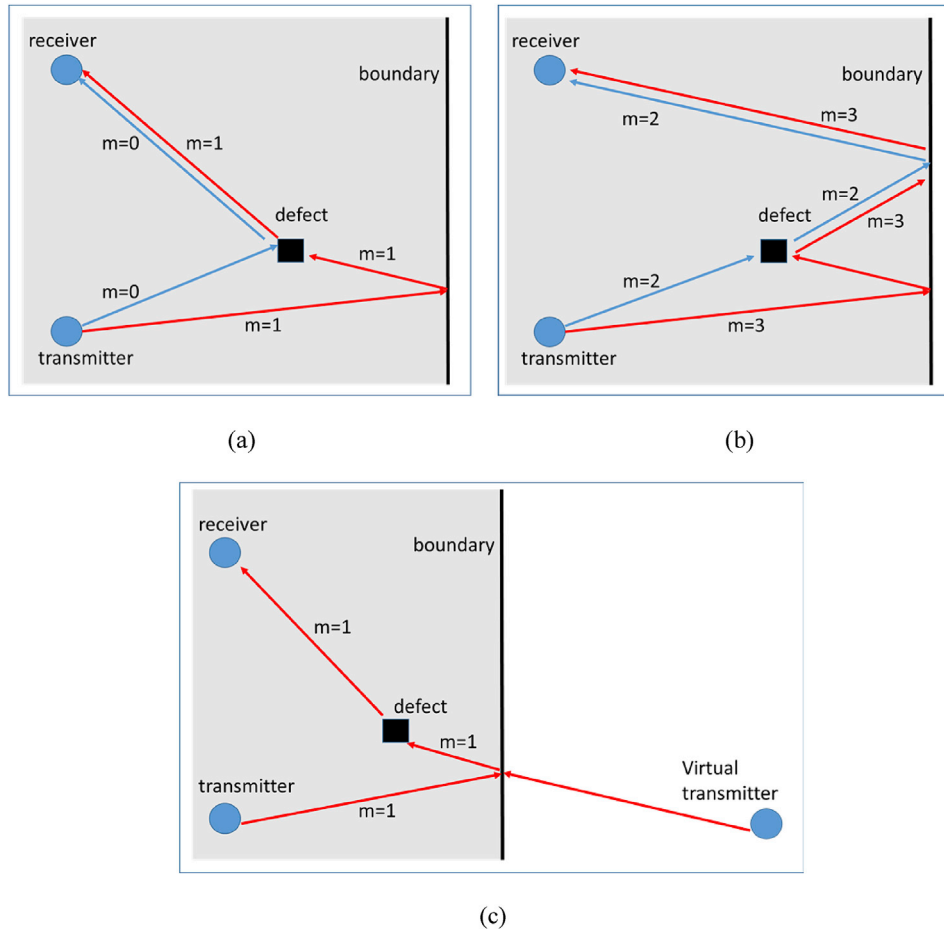 receiver
boundary
m=0
m=1
defect
m=1
m=0
m=1
transmitter
(a)
receiver
boundary
m=3
m=2
m=2
defect
m=3
m=2
m=3
transmitter
(b)
receiver
boundary
m=1
defect
m=1
transmitter
m=1
Virtual
transmitter
(c)